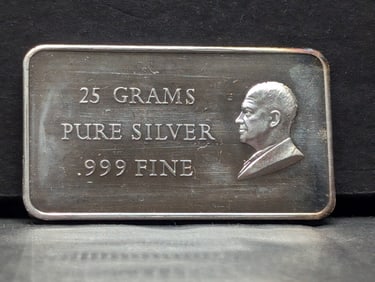 25 GRAMS
PURE SILVER
.999 FINE